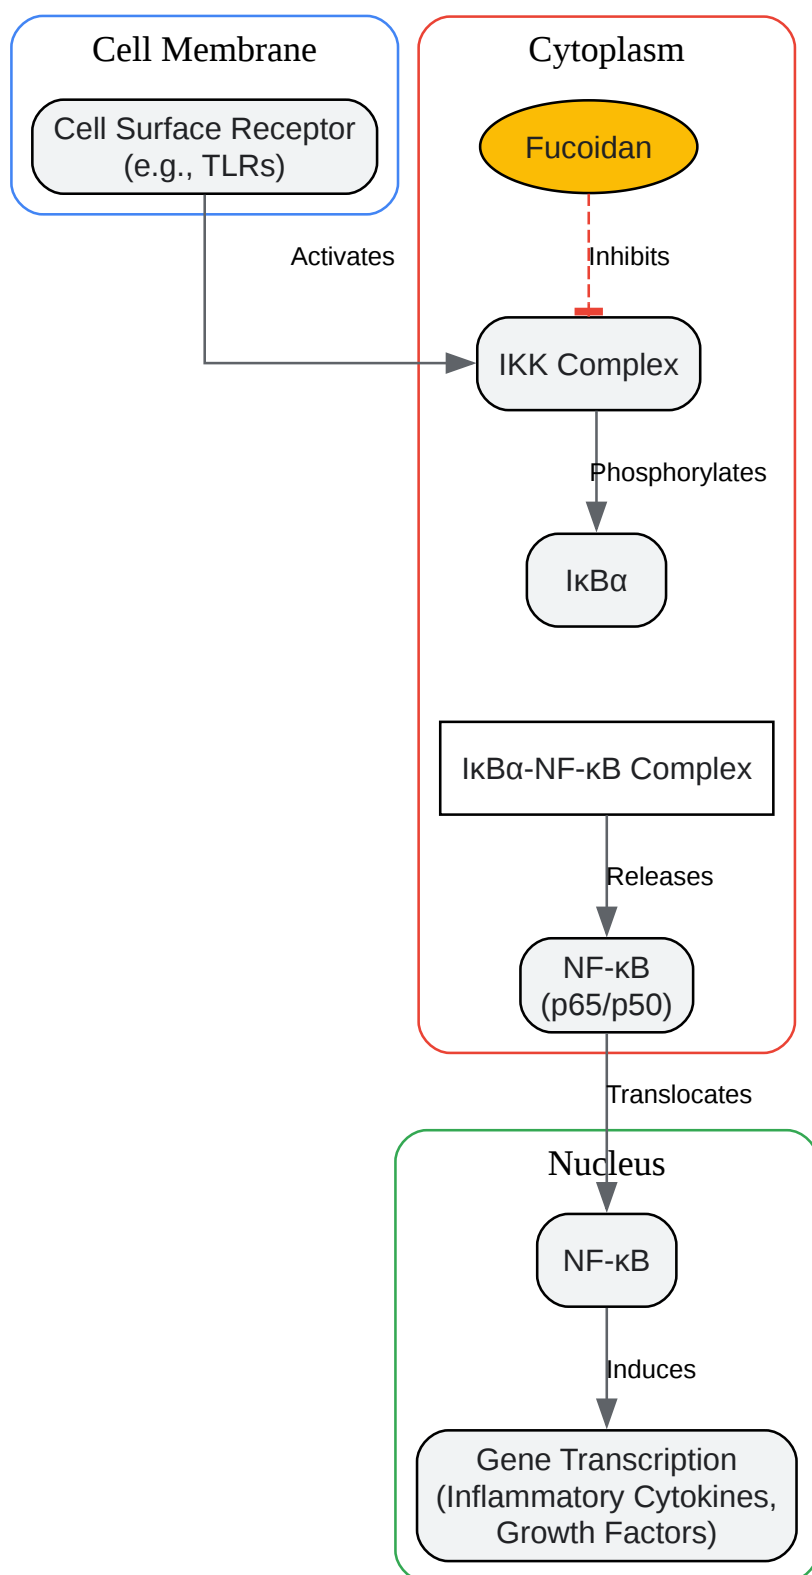 Cell Membrane
Cell Surface Receptor
(e.g., TLRs)
Activates
Cytoplasm
Fucoidan
Inhibits
IKK Complex
Phosphorylates
IκBα
IκBα-NF-κB Complex
Releases
NF-κB
(p65/p50)
Translocates
Nucleus
NF-κB
Induces
Gene Transcription
(Inflammatory Cytokines,
Growth Factors)